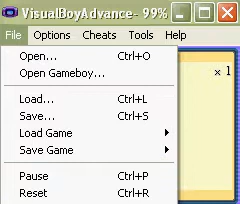 VisualBoyAdvance- 99%
File Options Cheats Tools Help
Open... Ctrl+O
Open Gameboy...
× 1
Load... Ctrl+L
Save... Ctrl+S
Load Game
Save Game
Pause Ctrl+P
Reset Ctrl+R